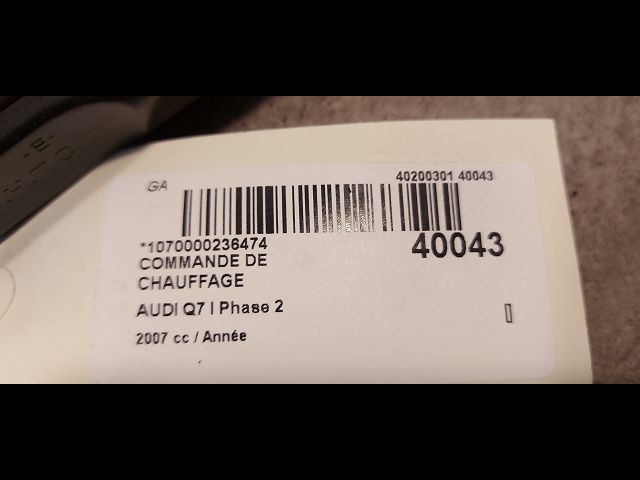 GA
40200301 40043
*1070000236474
40043
COMMANDE DE
CHAUFFAGE
AUDI Q7 I Phase 2
2007 cc / Année